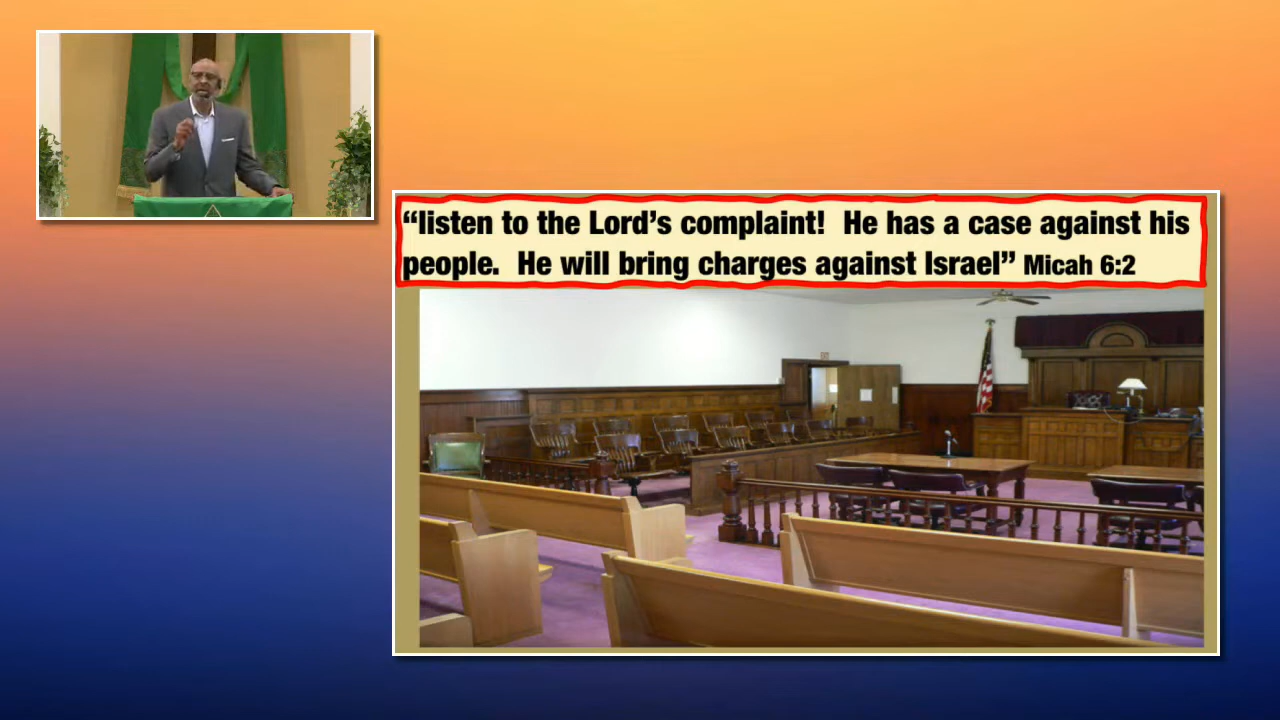 “listen to the Lord’s complaint!  He has a case against his
people.  He will bring charges against Israel” Micah 6:2